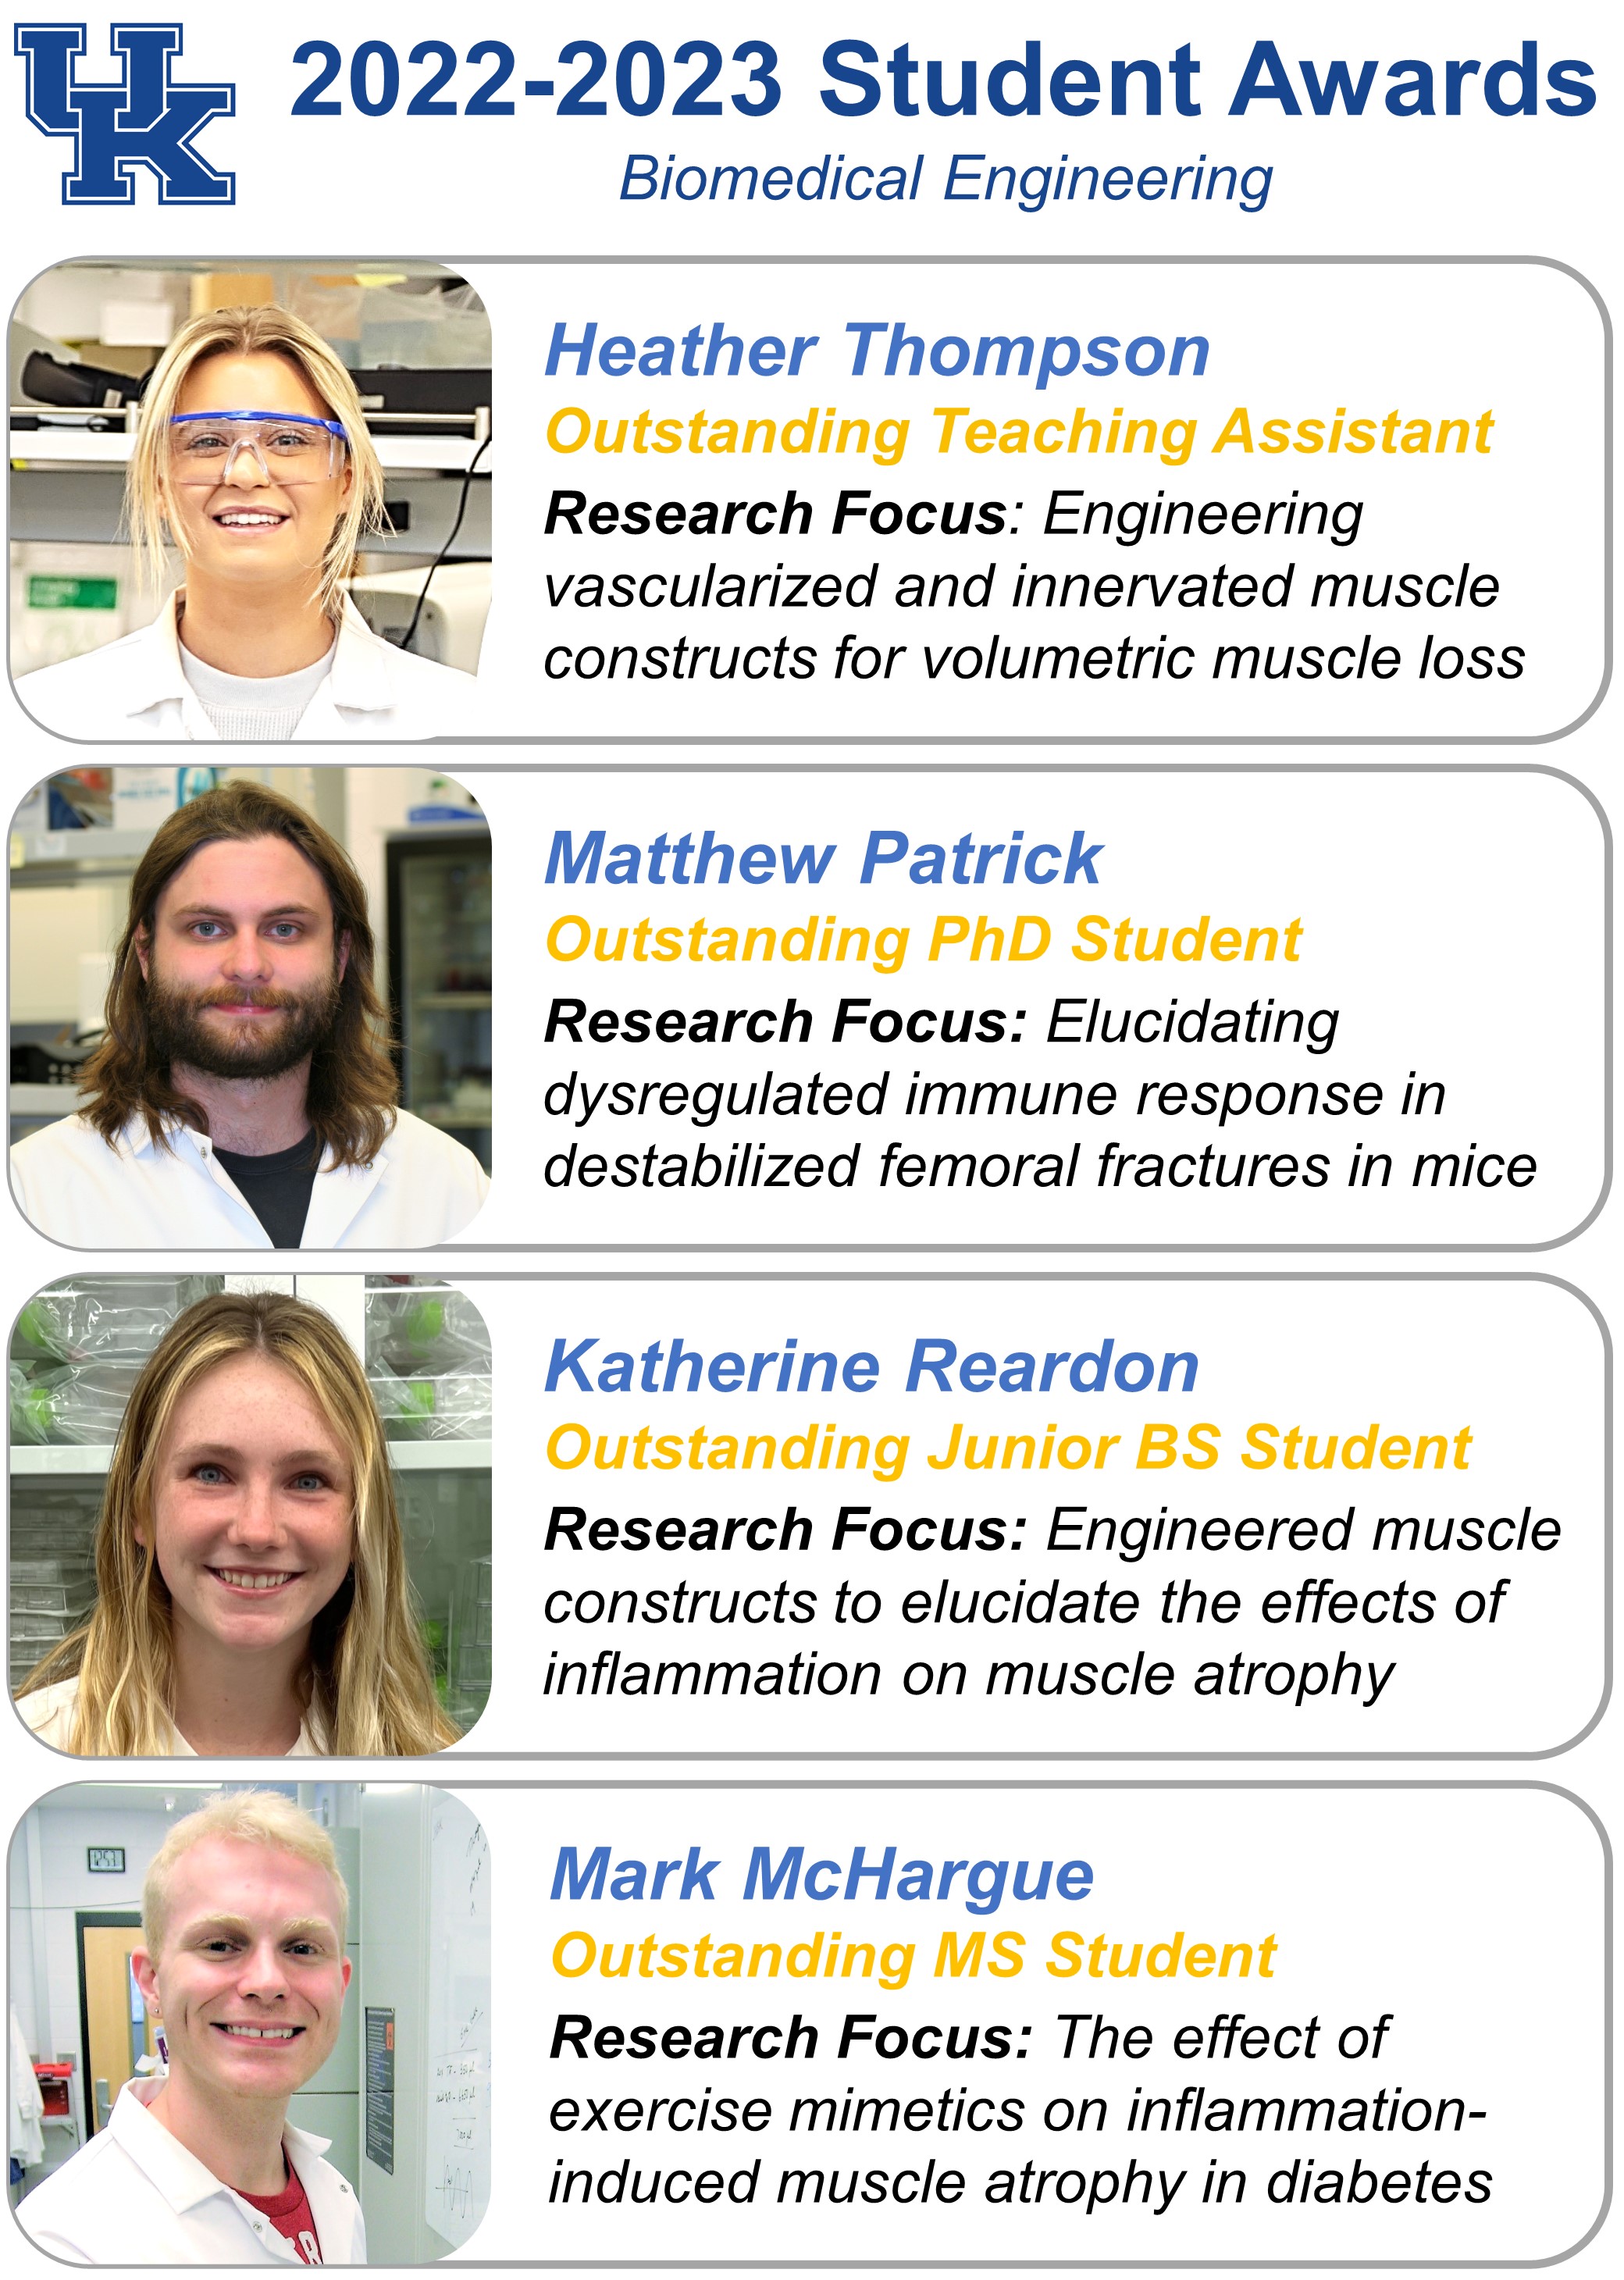 UK
2022-2023 Student Awards
Biomedical Engineering
Heather Thompson
Outstanding Teaching Assistant
Research Focus: Engineering
vascularized and innervated muscle
constructs for volumetric muscle loss
Matthew Patrick
Outstanding PhD Student
Research Focus: Elucidating
dysregulated immune response in
destabilized femoral fractures in mice
Katherine Reardon
Outstanding Junior BS Student
Research Focus: Engineered muscle
constructs to elucidate the effects of
inflammation on muscle atrophy
Mark McHargue
Outstanding MS Student
Research Focus: The effect of
exercise mimetics on inflammation-
induced muscle atrophy in diabetes